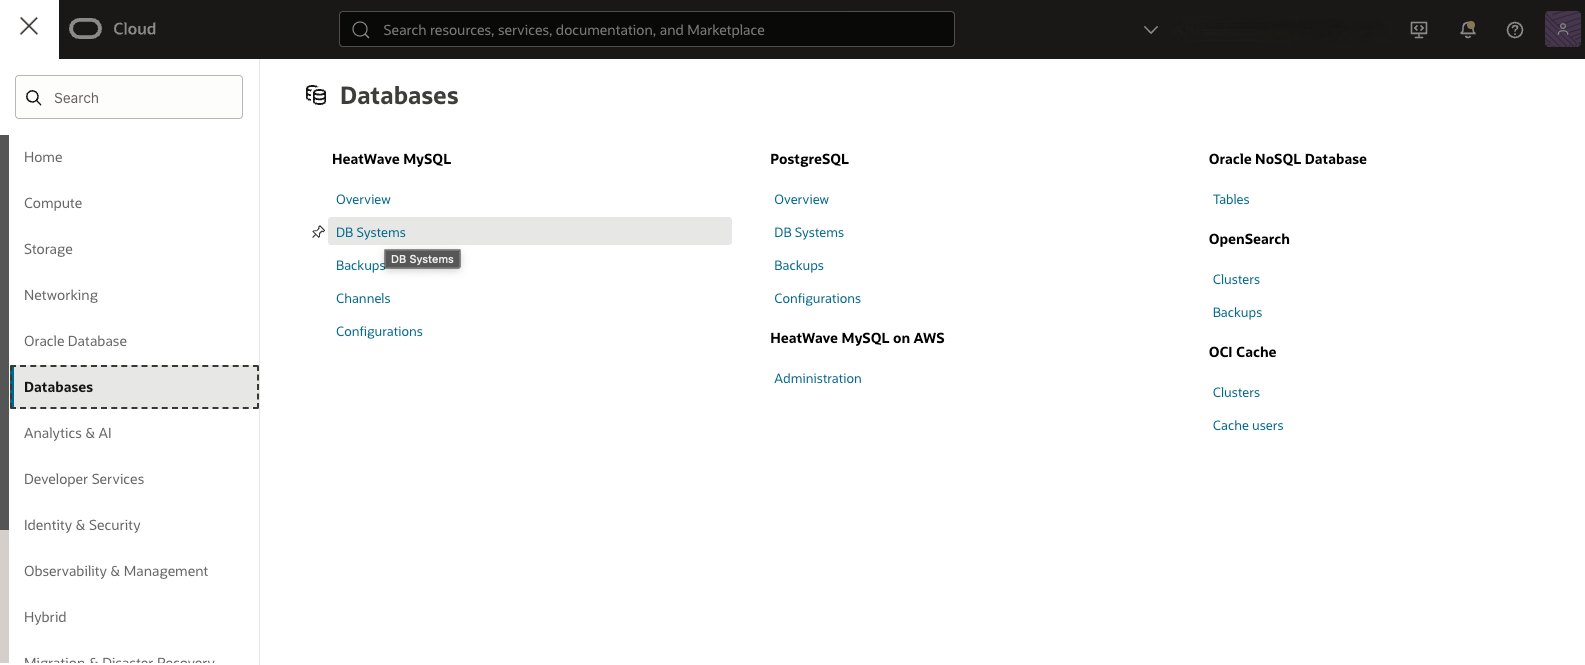 Cloud
Search resources, services, documentation, and Marketplace
Search
Home
Compute
Storage
Networking
Oracle Database
Databases
Analytics & AI
Developer Services
Identity & Security
Observability & Management
Hybrid
Migration & Disaster Recovery
Databases
HeatWave MySQL
Overview
DB Systems
DB Systems
Backups
Channels
Configurations
PostgreSQL
Overview
DB Systems
Backups
Configurations
HeatWave MySQL on AWS
Administration
Oracle NoSQL Database
Tables
OpenSearch
Clusters
Backups
OCI Cache
Clusters
Cache users